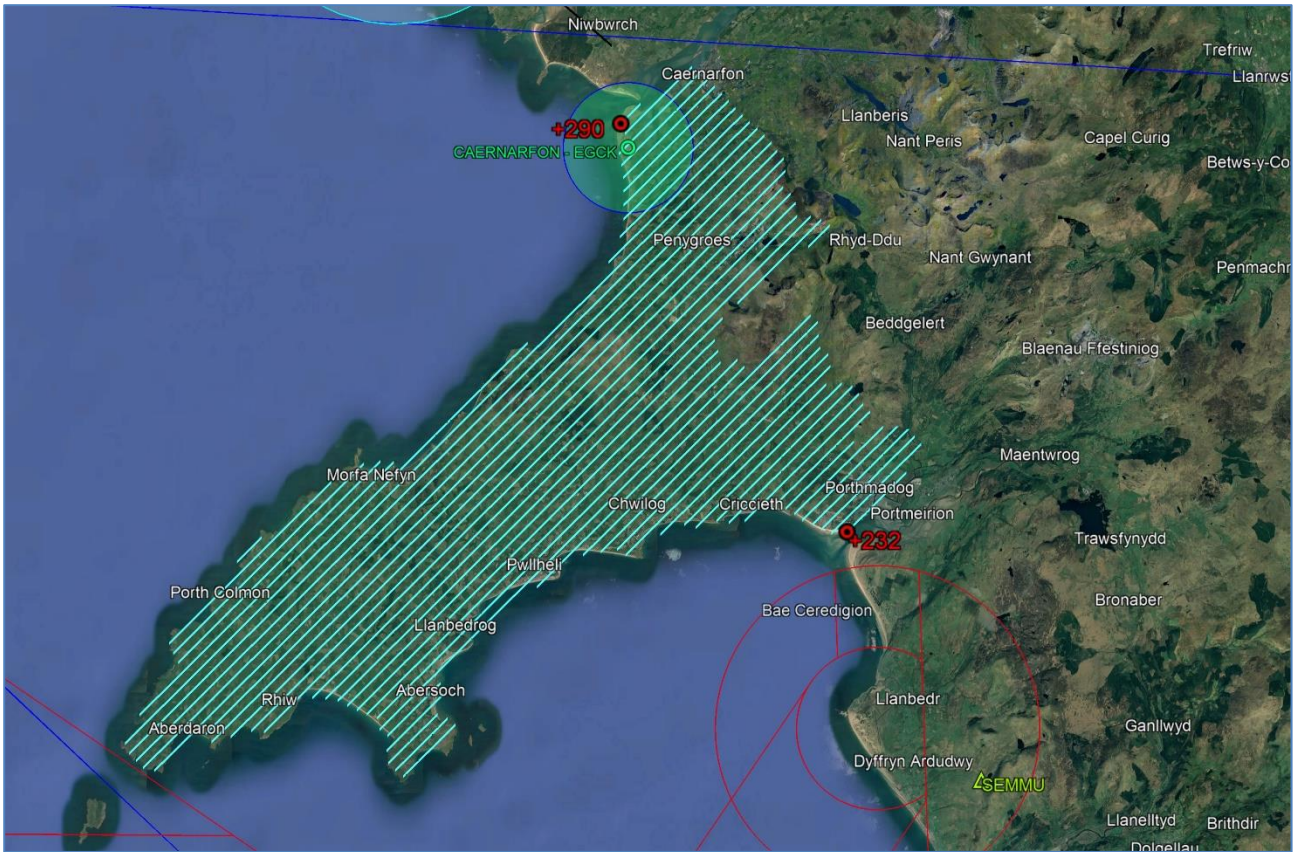 Niwbwrch
Trefriw
Caernarfon
Llanrwst
Llanberis
+290
CAERNARFON - EGCK
Nant Peris
Capel Curig
Betws-y-Co
Penygroes
Rhyd-Ddu
Nant Gwynant
Penmachn
Beddgelert
Blaenau Ffestiniog
Morfa Nefyn
Maentwrog
Chwilog
Criccieth
Porthmadog
Portmeirion
+232
Trawsfynydd
Pwllheli
Porth Colmon
Bae Ceredigion
Bronaber
Llanbedrog
Rhiw
Abersoch
Llanbedr
Aberdaron
Ganllwyd
Dyffryn Ardudwy
SEMMU
Llanelltyd
Brithdir
Dolgellau